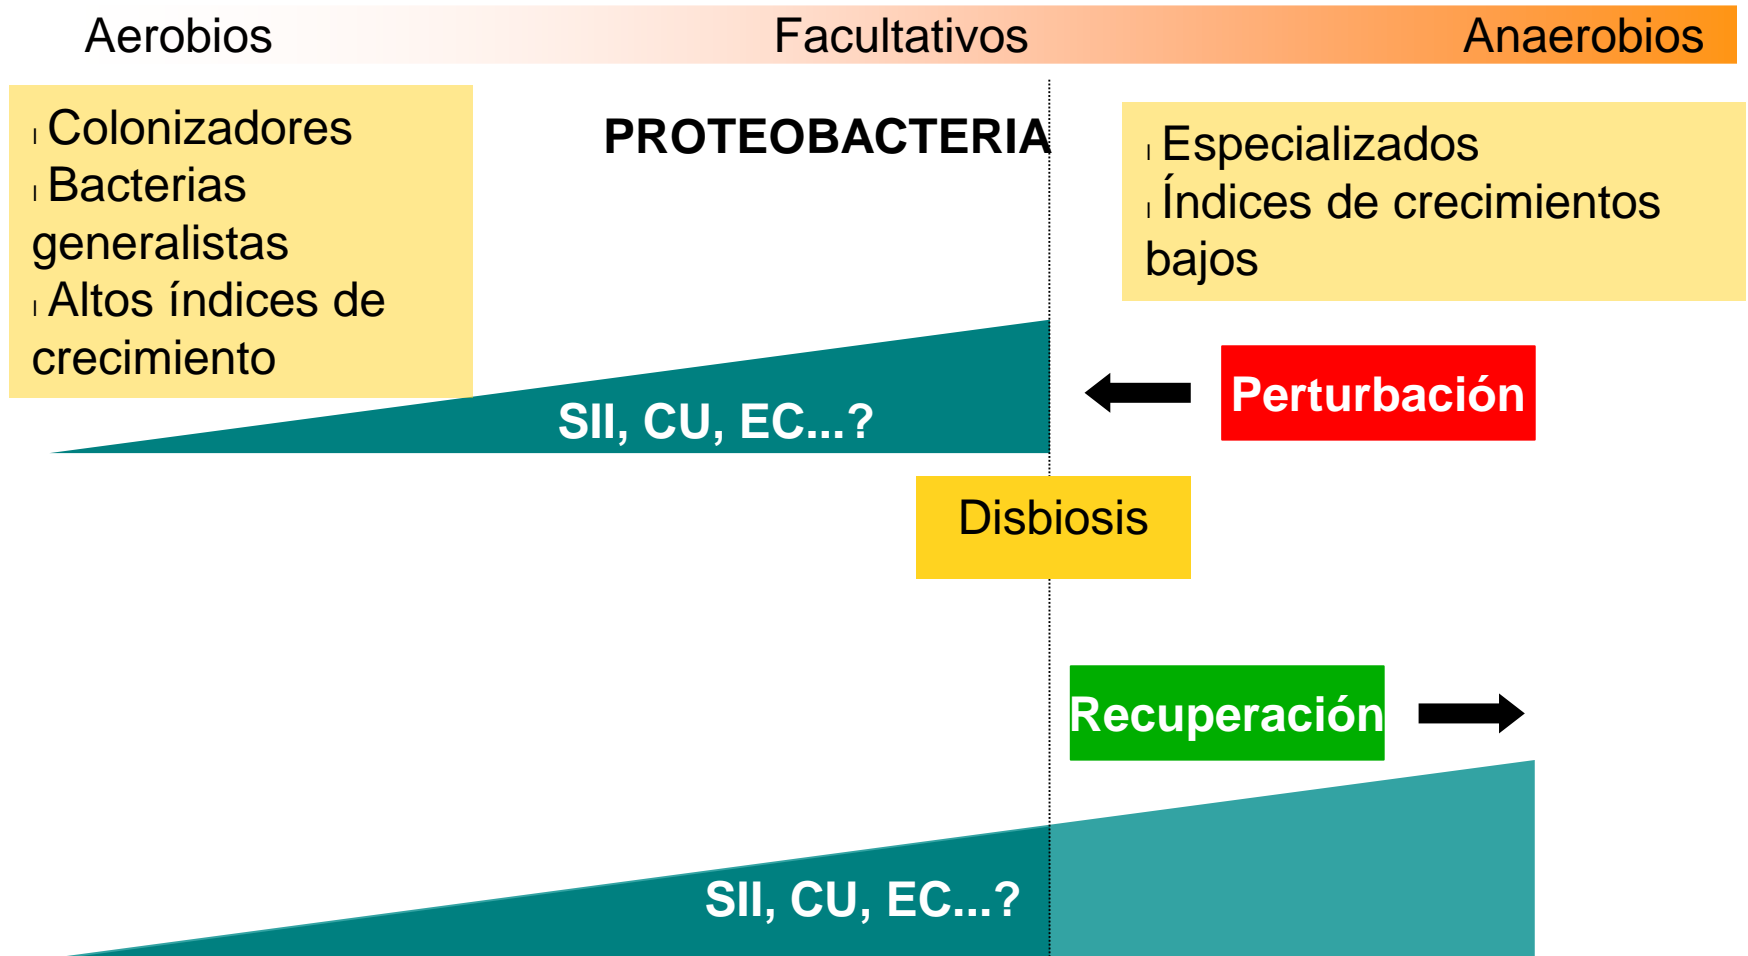 Aerobios
Facultativos
Anaerobios
Colonizadores
Bacterias
generalistas
Altos índices de
crecimiento
PROTEOBACTERIA
Especializados
Índices de crecimientos
bajos
SII, CU, EC...?
Perturbación
Disbiosis
Recuperación
SII, CU, EC...?